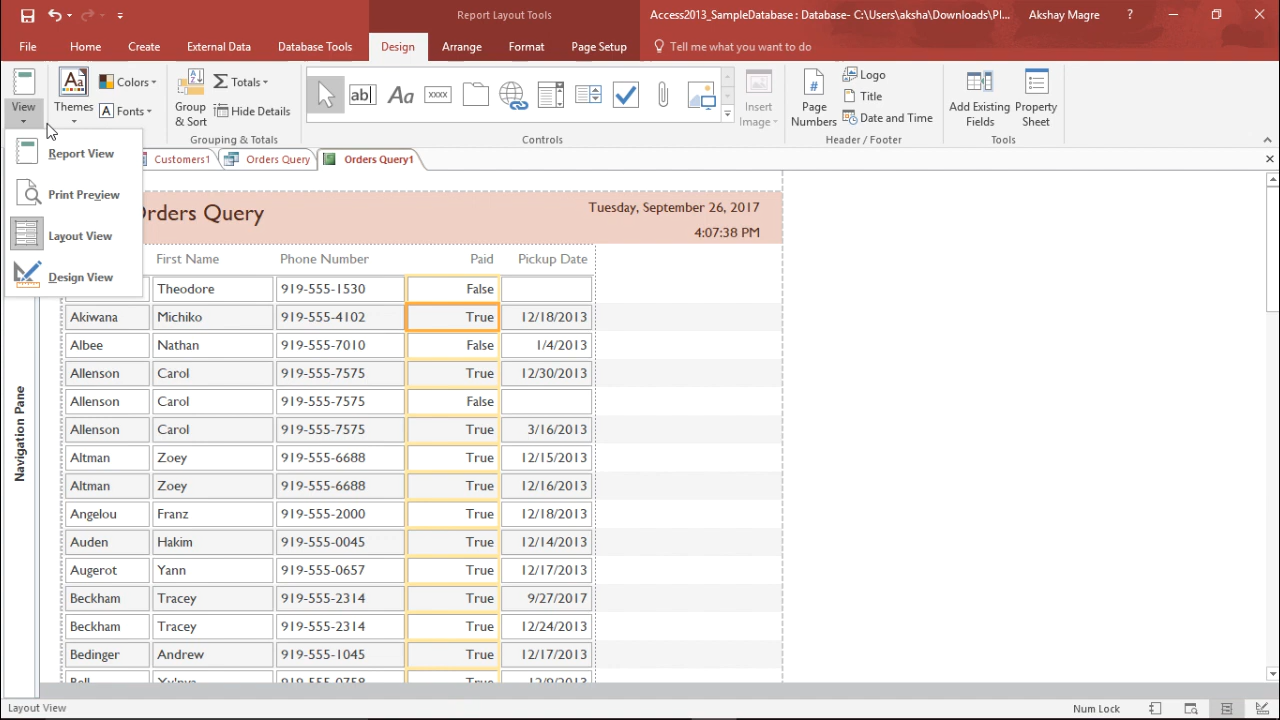 Report Layout Tools
Access2013_SampleDatabase : Database- C:\Users\aksha\Downloads\Pl...
Akshay Magre
?
File
Home
Create
External Data
Database Tools
Design
Arrange
Format
Page Setup
Tell me what you want to do
View
Themes
Colors
Fonts
Group & Sort
Totals
Hide Details
Grouping & Totals
ab
Aa
xxxx
Controls
Insert Image
Page Numbers
Logo
Title
Date and Time
Header / Footer
Add Existing Fields
Property Sheet
Tools
Report View
Print Preview
Layout View
Design View
Customers1
Orders Query
Orders Query1
Orders Query
Tuesday, September 26, 2017
4:07:38 PM
First Name Phone Number Paid Pickup Date
Theodore 919-555-1530 False
Akiwana Michiko 919-555-4102 True 12/18/2013
Albee Nathan 919-555-7010 False 1/4/2013
Allenson Carol 919-555-7575 True 12/30/2013
Allenson Carol 919-555-7575 False
Allenson Carol 919-555-7575 True 3/16/2013
Altman Zoey 919-555-6688 True 12/15/2013
Altman Zoey 919-555-6688 True 12/16/2013
Angelou Franz 919-555-2000 True 12/18/2013
Auden Hakim 919-555-0045 True 12/14/2013
Augerot Yann 919-555-0657 True 12/17/2013
Beckham Tracey 919-555-2314 True 9/27/2017
Beckham Tracey 919-555-2314 True 12/24/2013
Bedinger Andrew 919-555-1045 True 12/17/2013
Navigation Pane
Layout View
Num Lock